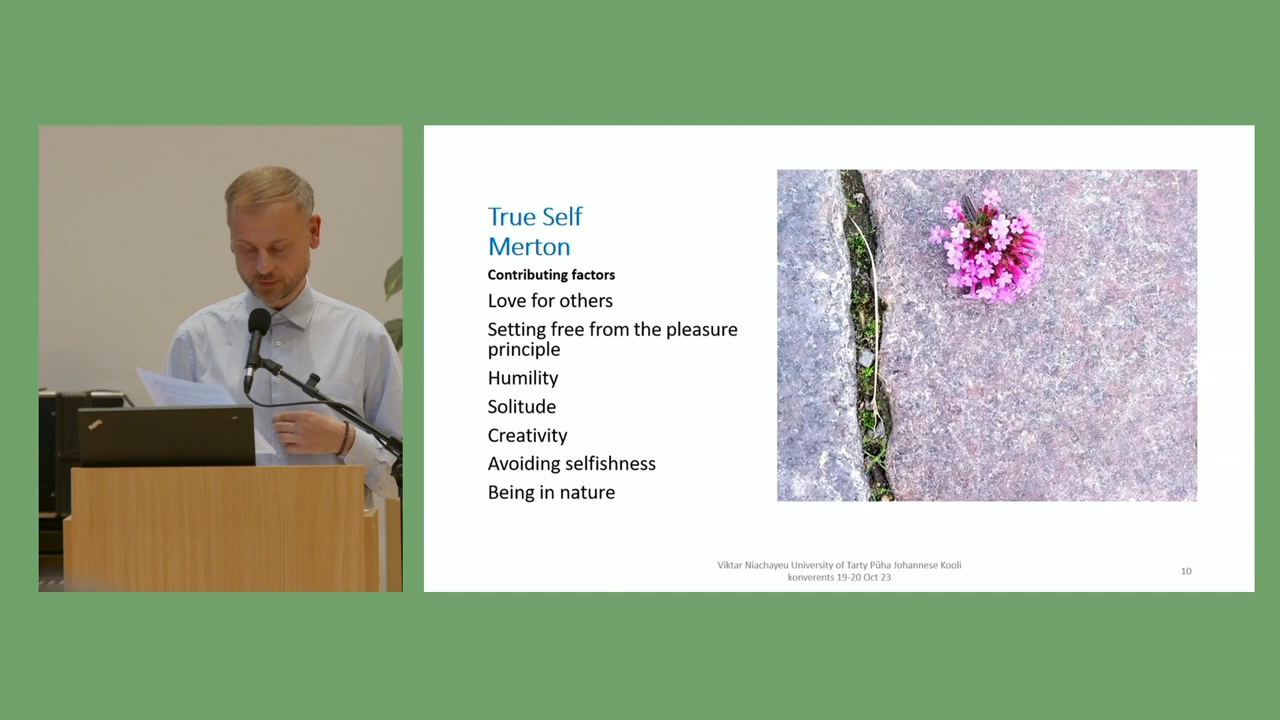 True Self
Merton
Contributing factors
Love for others
Setting free from the pleasure
principle
Humility
Solitude
Creativity
Avoiding selfishness
Being in nature
Viktar Niachayeu University of Tarty Püha Johannese Kooli
konverents 19-20 Oct 23
10